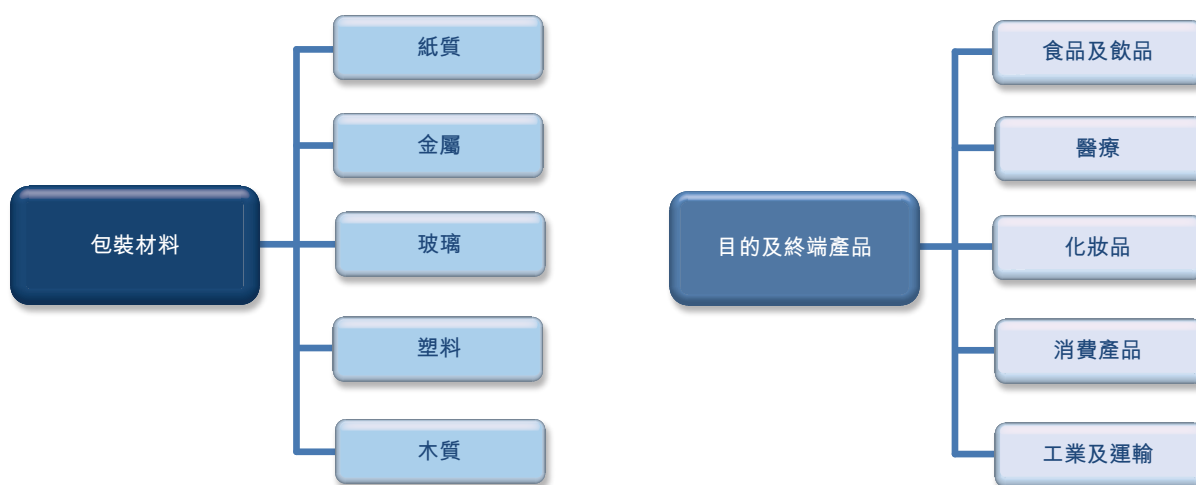 包裝材料
紙質
金屬
玻璃
塑料
木質
目的及終端產品
食品及飲品
醫療
化妝品
消費產品
工業及運輸